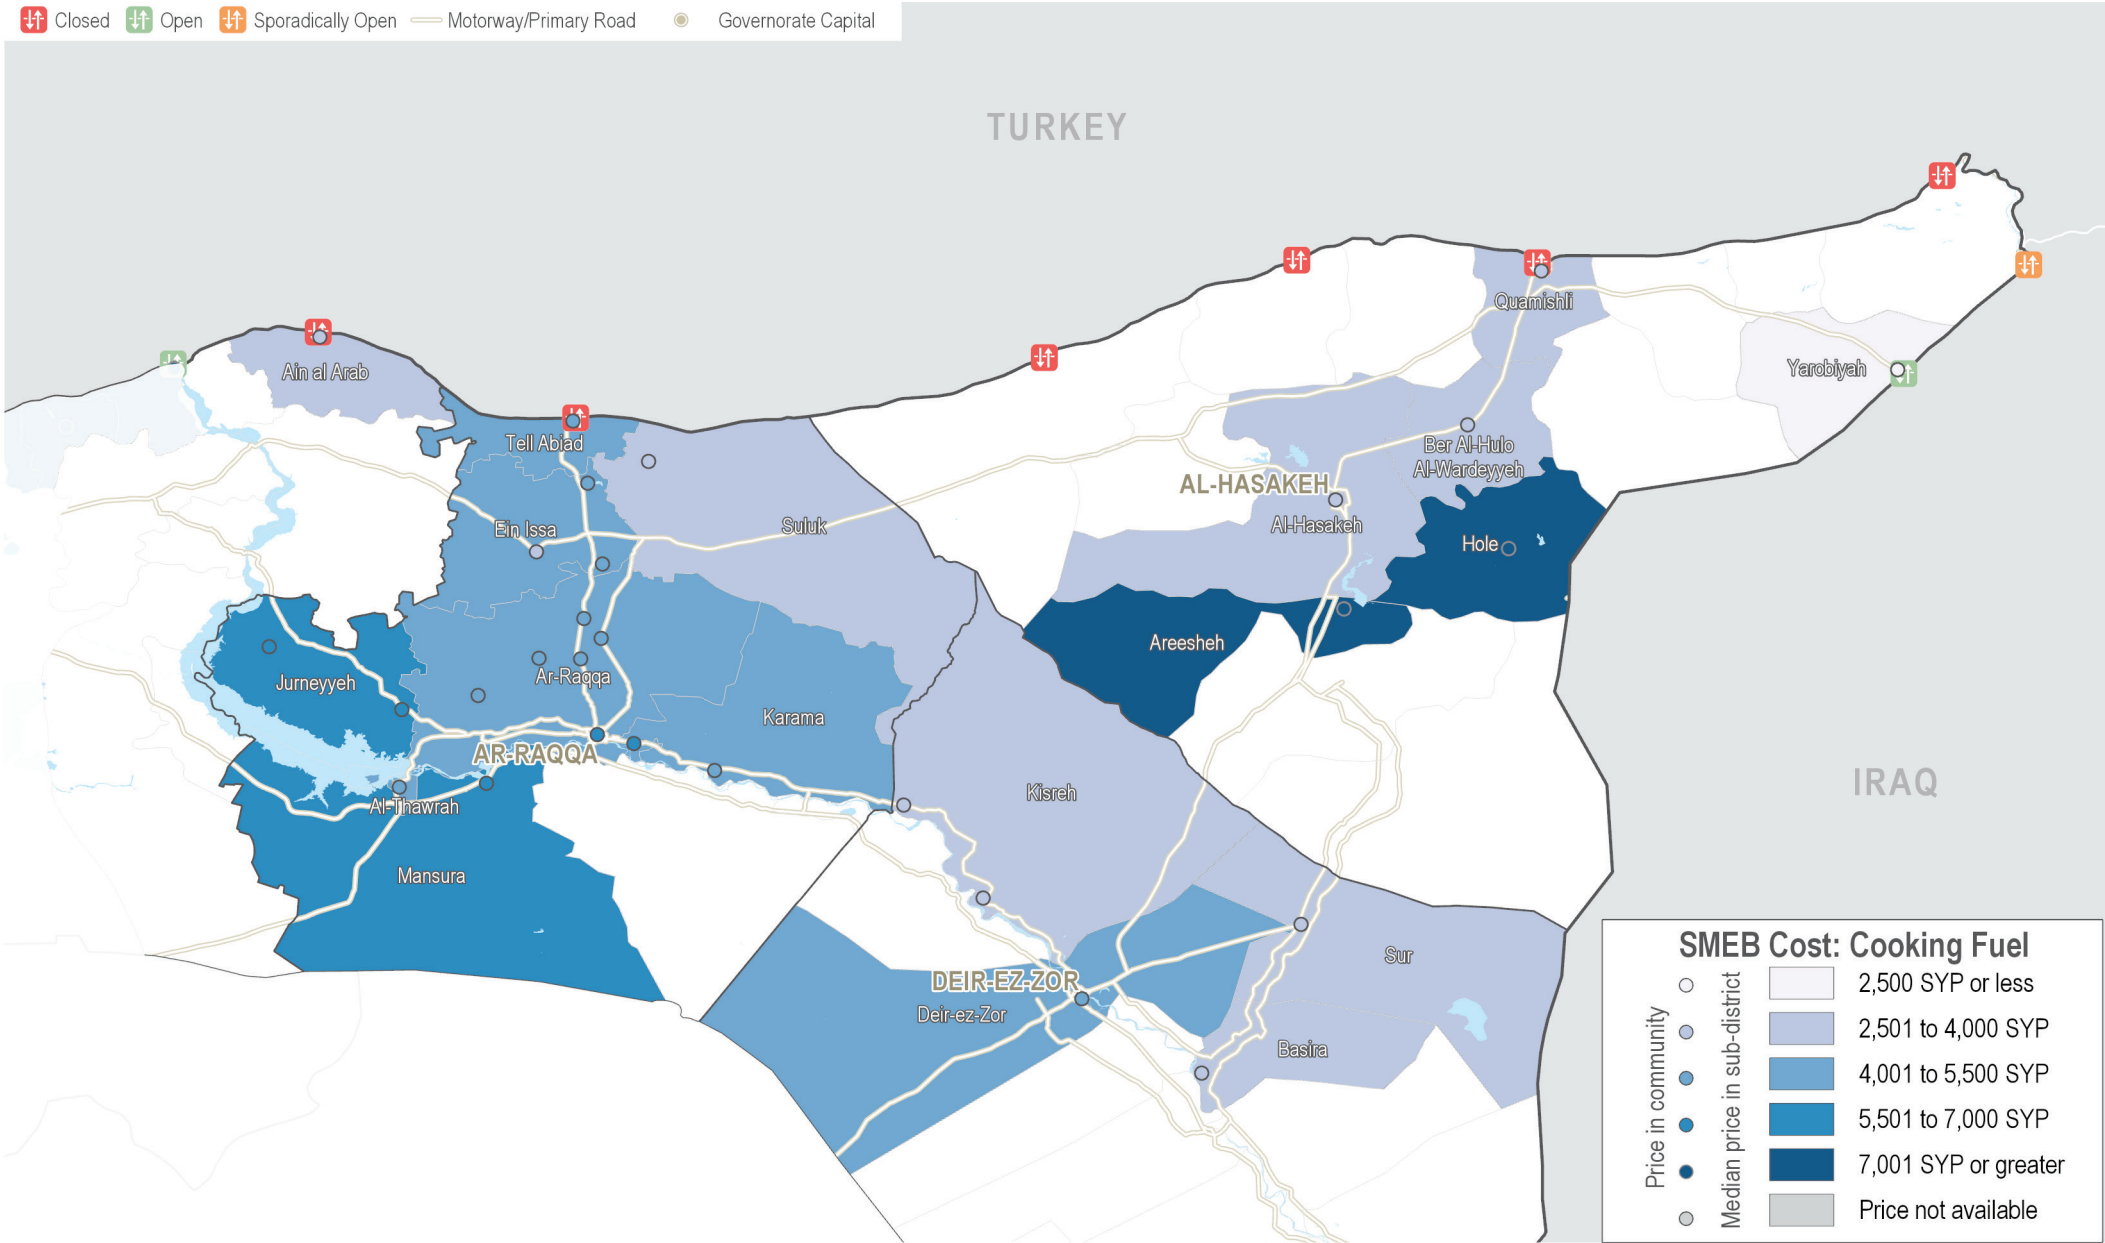 Closed
Open
Sporadically Open
Motorway/Primary Road
Governorate Capital
TURKEY
Quamishli
Ain al Arab
Yarobiyah
Tell Abiad
Ber Al-Hulo
Al-Wardeyyeh
AL-HASAKEH
Ein Issa
Suluk
Al-Hasakeh
Hole
Areesheh
Jurneyyeh
Ar-Raqqa
Karama
AR-RAQQA
IRAQ
Kisreh
Al-Thawrah
Mansura
Sur
DEIR-EZ-ZOR
Deir-ez-Zor
Basira
SMEB Cost: Cooking Fuel
Price in community
Median price in sub-district
2,500 SYP or less
2,501 to 4,000 SYP
4,001 to 5,500 SYP
5,501 to 7,000 SYP
7,001 SYP or greater
Price not available